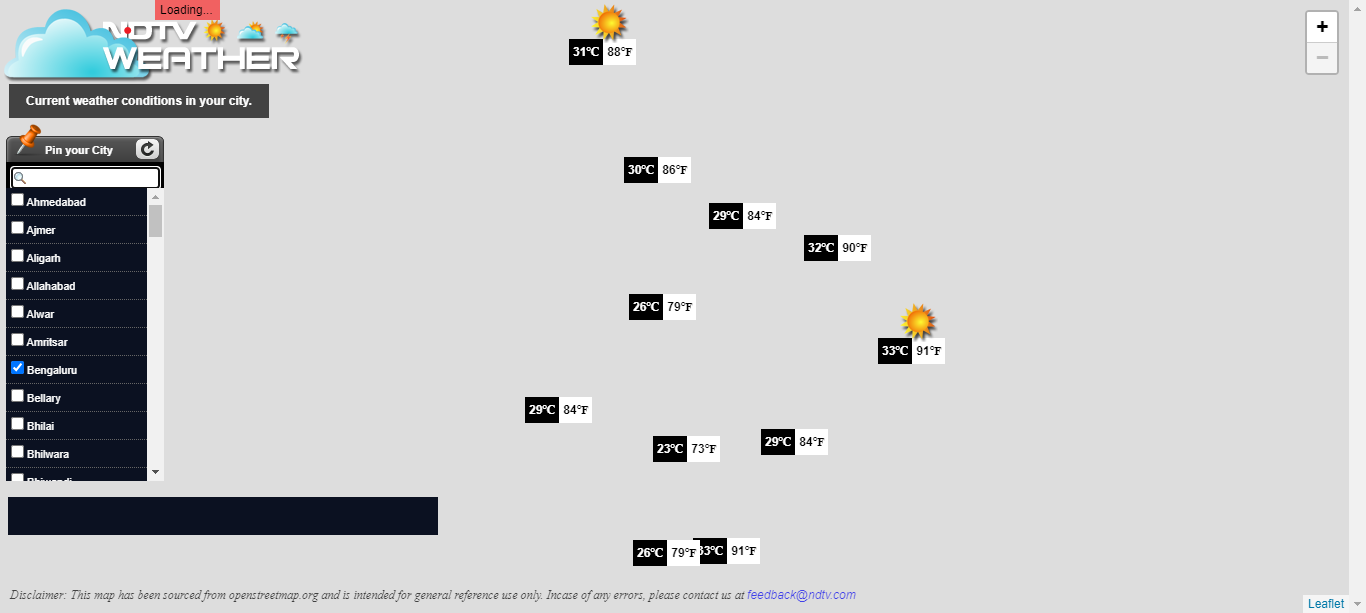 Loading...
NDTV
WEATHER
Current weather conditions in your city.
Pin your City
Ahmedabad
Ajmer
Aligarh
Allahabad
Alwar
Amritsar
Bengaluru
Bellary
Bhilai
Bhilwara
Bhiwandi
31°C 88°F
30°C 86°F
29°C 84°F
32°C 90°F
26°C 79°F
33°C 91°F
29°C 84°F
23°C 73°F
29°C 84°F
26°C 79°F
33°C 91°F
+
−
Disclaimer: This map has been sourced from openstreetmap.org and is intended for general reference use only. Incase of any errors, please contact us at feedback@ndtv.com
Leaflet